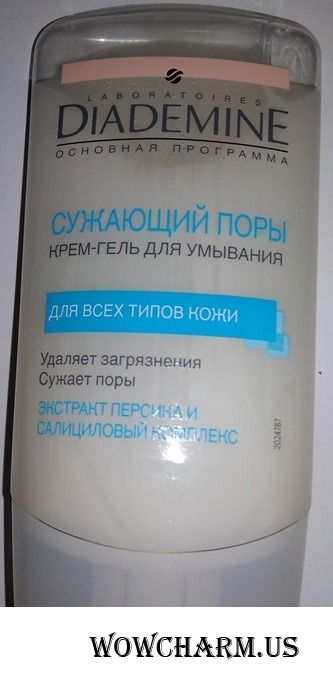 LABORATOIRES
DIADEMINE
ОСНОВНАЯ ПРОГРАММА
СУЖАЮЩИЙ ПОРЫ
КРЕМ-ГЕЛЬ ДЛЯ УМЫВАНИЯ
ДЛЯ ВСЕХ ТИПОВ КОЖИ
Удаляет загрязнения
Сужает поры
ЭКСТРАКТ ПЕРСИКА И
САЛИЦИЛОВЫЙ КОМПЛЕКС
2024787
WOWCHARM.US